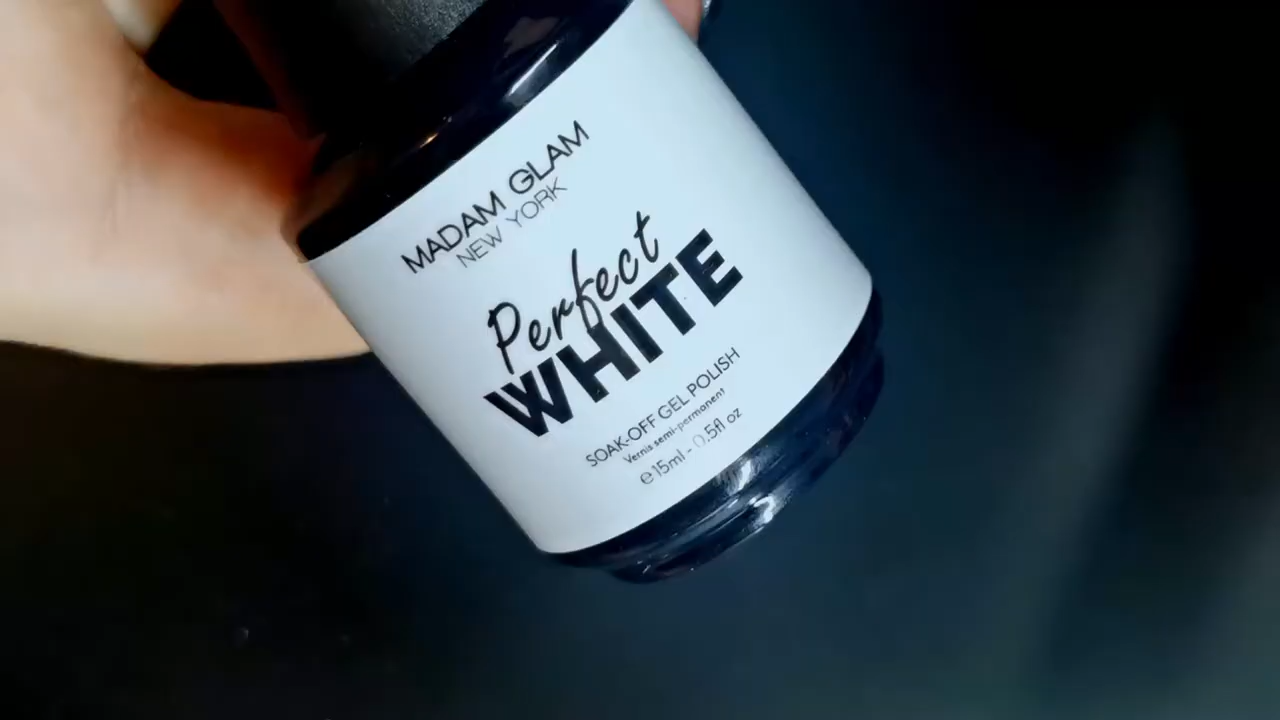 MADAM GLAM
NEW YORK
Perfect
WHITE
SOAK-OFF GEL POLISH
Vernis semi-permanent
℮ 15ml - 0.5fl oz